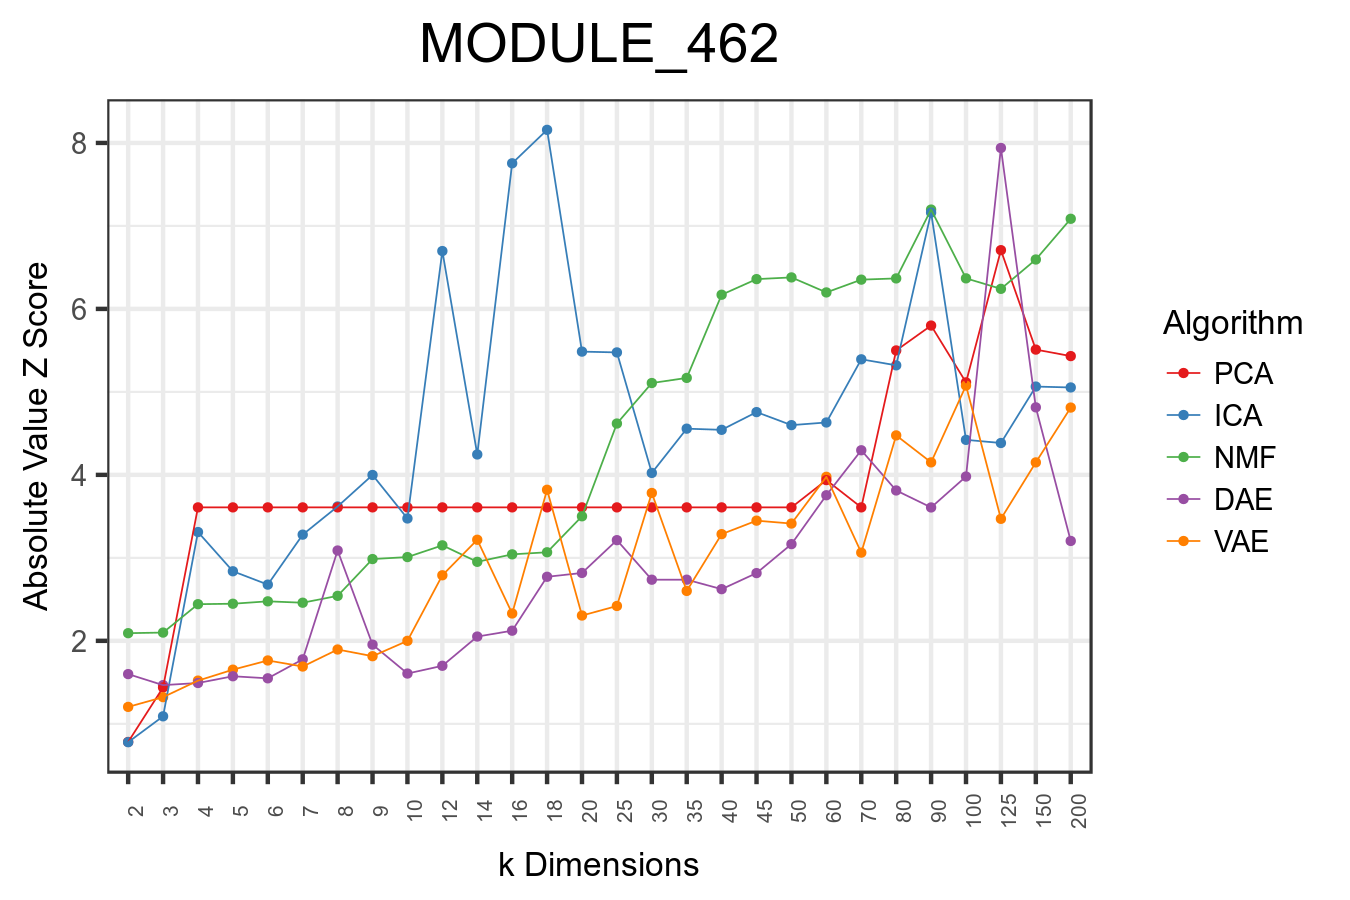 MODULE_462
Absolute Value Z Score
8
6
4
2
2 3 4 5 6 7 8 9 10 12 14 16 18 20 25 30 35 40 45 50 60 70 80 90 100 125 150 200
k Dimensions
Algorithm
PCA
ICA
NMF
DAE
VAE